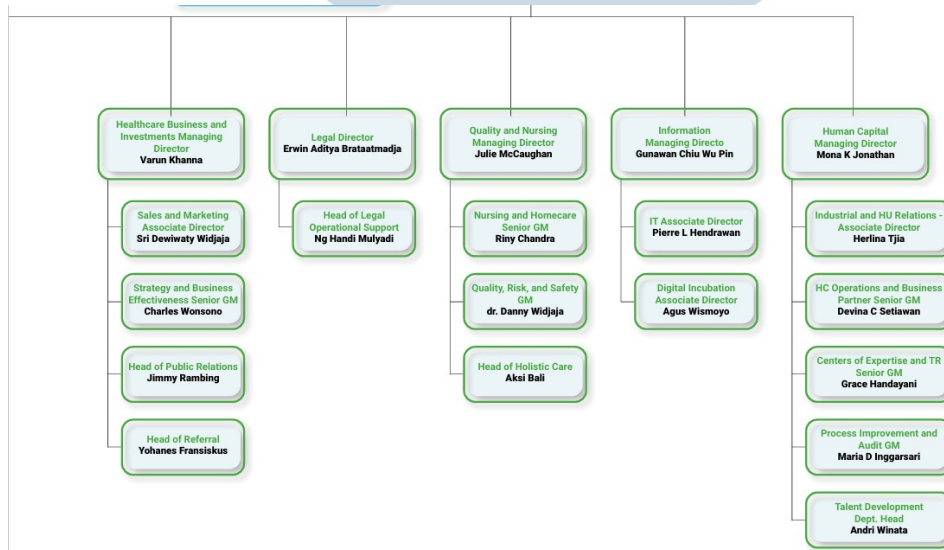 Healthcare Business and
Investments Managing
Director
Varun Khanna
Sales and Marketing
Associate Director
Sri Dewiwaty Widjaja
Strategy and Business
Effectiveness Senior GM
Charles Wonsono
Head of Public Relations
Jimmy Rambing
Head of Referral
Yohanes Fransiskus
Legal Director
Erwin Aditya Brataatmadja
Head of Legal
Operational Support
Ng Handi Mulyadi
Quality and Nursing
Managing Director
Julie McCaughan
Nursing and Homecare
Senior GM
Riny Chandra
Quality, Risk, and Safety
GM
dr. Danny Widjaja
Head of Holistic Care
Aksi Bali
Information
Managing Directo
Gunawan Chiu Wu Pin
IT Associate Director
Pierre L Hendrawan
Digital Incubation
Associate Director
Agus Wismoyo
Human Capital
Managing Director
Mona K Jonathan
Industrial and HU Relations -
Associate Director
Herlina Tjia
HC Operations and Business
Partner Senior GM
Devina C Setiawan
Centers of Expertise and TR
Senior GM
Grace Handayani
Process Improvement and
Audit GM
Maria D Inggarsari
Talent Development
Dept. Head
Andri Winata